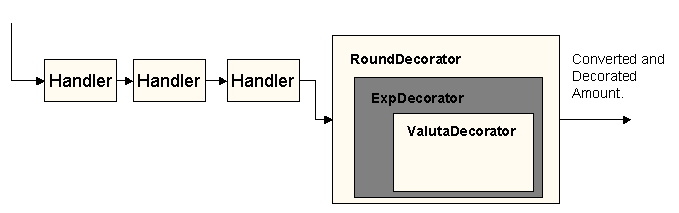 Handler
Handler
Handler
RoundDecorator
ExpDecorator
ValutaDecorator
Converted and
Decorated
Amount.